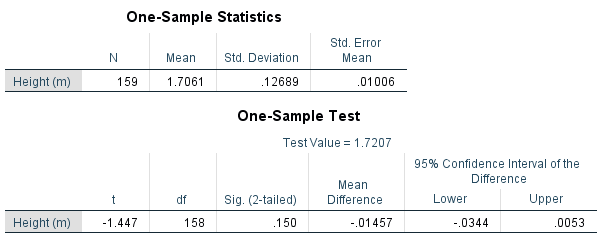 One-Sample Statistics
N Mean Std. Deviation Std. Error Mean
Height (m) 159 1.7061 .12689 .01006
One-Sample Test
Test Value = 1.7207
t df Sig. (2-tailed) Mean Difference 95% Confidence Interval of the Difference
Lower Upper
Height (m) -1.447 158 .150 -.01457 -.0344 .0053